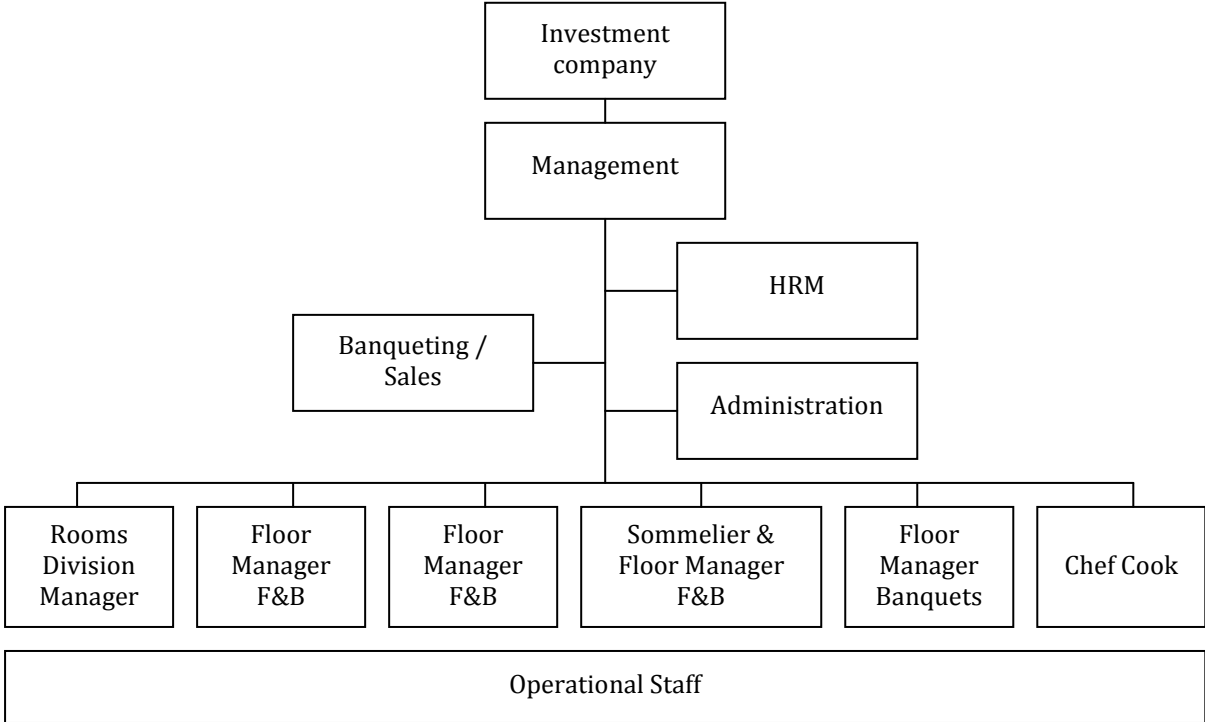 Investment
company
Management
HRM
Banqueting /
Sales
Administration
Rooms
Division
Manager
Floor
Manager
F&B
Floor
Manager
F&B
Sommelier &
Floor Manager
F&B
Floor
Manager
Banquets
Chef Cook
Operational Staff